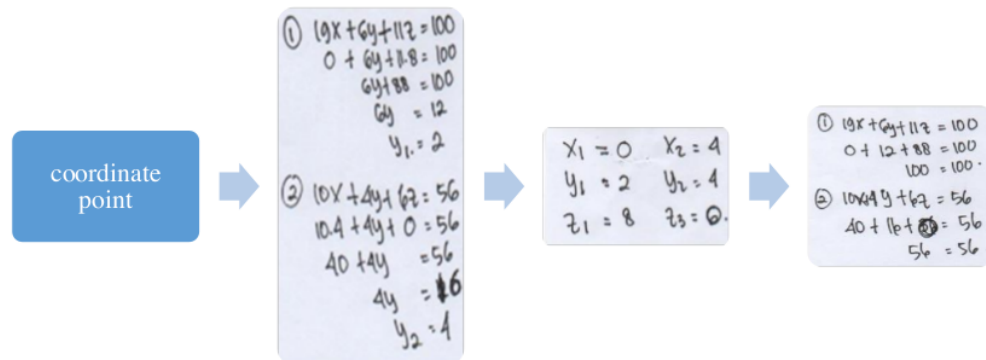 coordinate
point
① 19x+6y+11z=100
0 + 6y+11.8=100
6y+88 =100
6y = 12
y₁.=2
② 10x+4y+6z=56
10.4+4y+0=56
40+4y =56
4y =16
y₂=4
x₁ = 0 x₂ = 4
y₁ = 2 y₂ = 4
z₁ = 8 z₃ = 0.
① 19x+6y+11z=100
0+ 12+88 =100
100 =100.
② 10x+4y+6z=56
40+16+ = 56
56 = 56